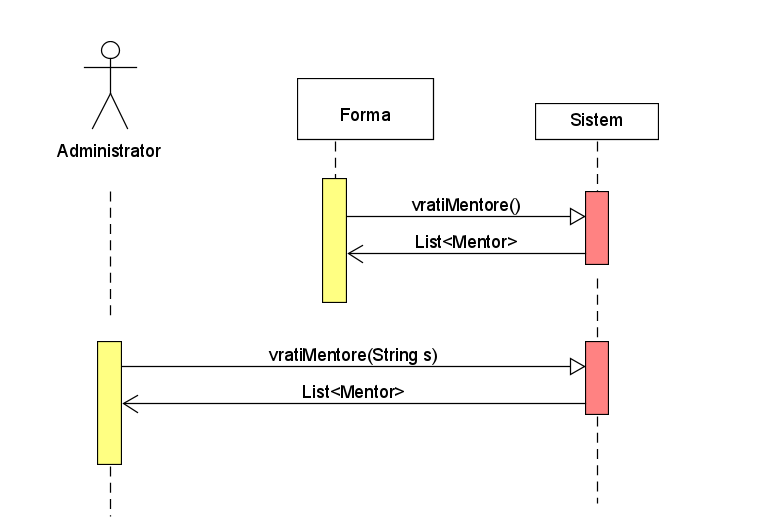 Forma
Sistem
Administrator
vratiMentore()
List<Mentor>
vratiMentore(String s)
List<Mentor>